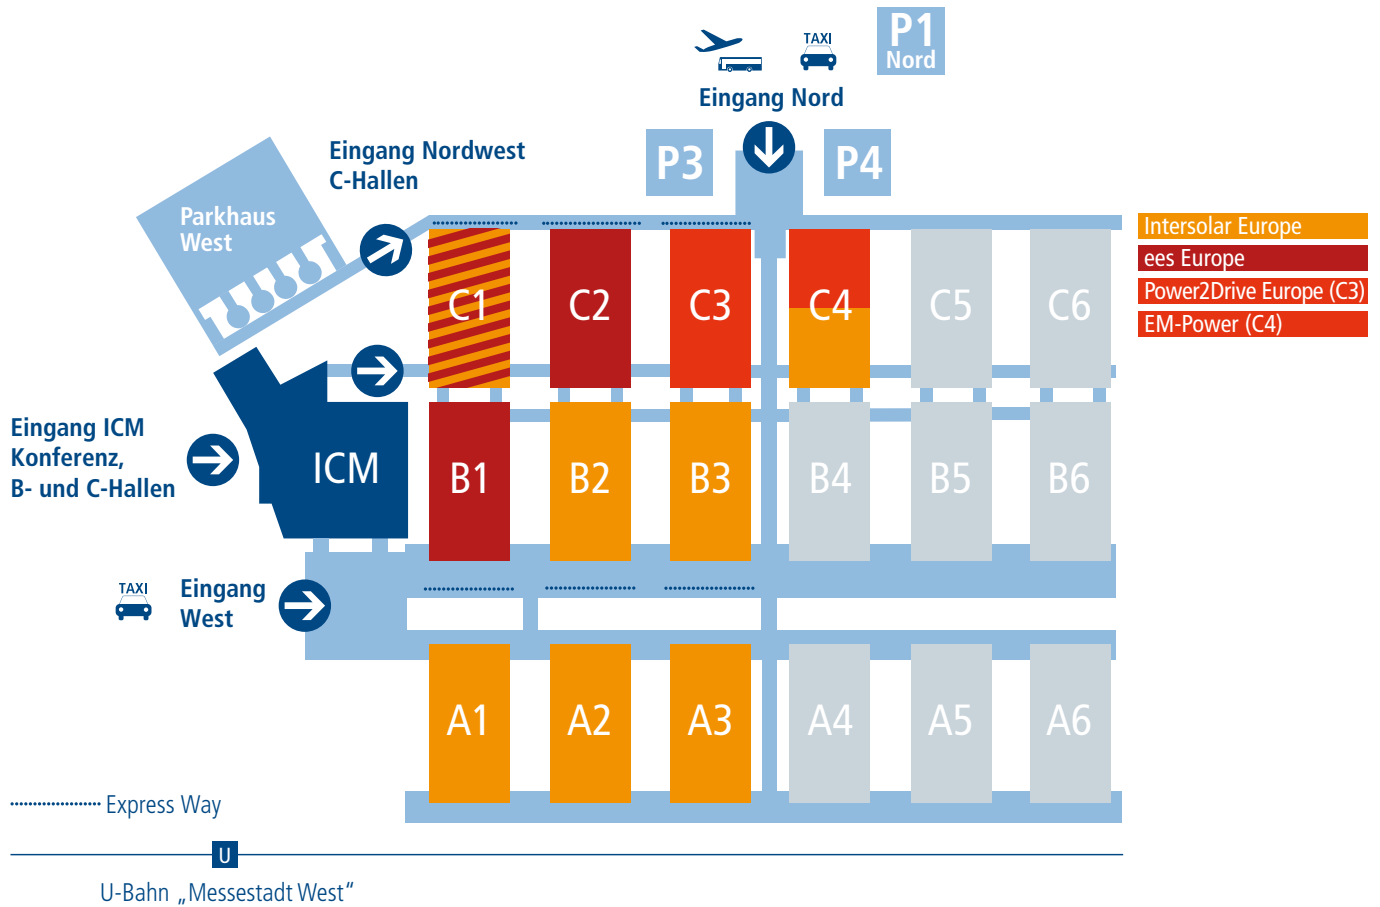 P1
Nord
TAXI
Eingang Nord
P3
P4
Eingang Nordwest
C-Hallen
Parkhaus
West
Intersolar Europe
ees Europe
Power2Drive Europe (C3)
EM-Power (C4)
C1
C2
C3
C4
C5
C6
Eingang ICM
Konferenz,
B- und C-Hallen
ICM
B1
B2
B3
B4
B5
B6
TAXI
Eingang
West
A1
A2
A3
A4
A5
A6
Express Way
U
U-Bahn „Messestadt West“